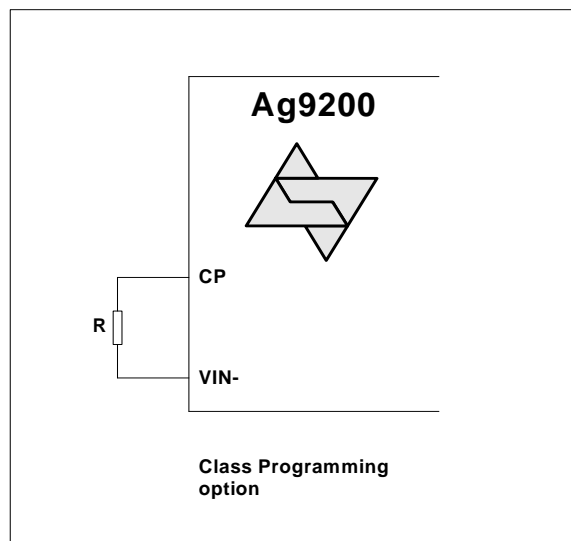 Ag9200
CP
R
VIN-
Class Programming
option